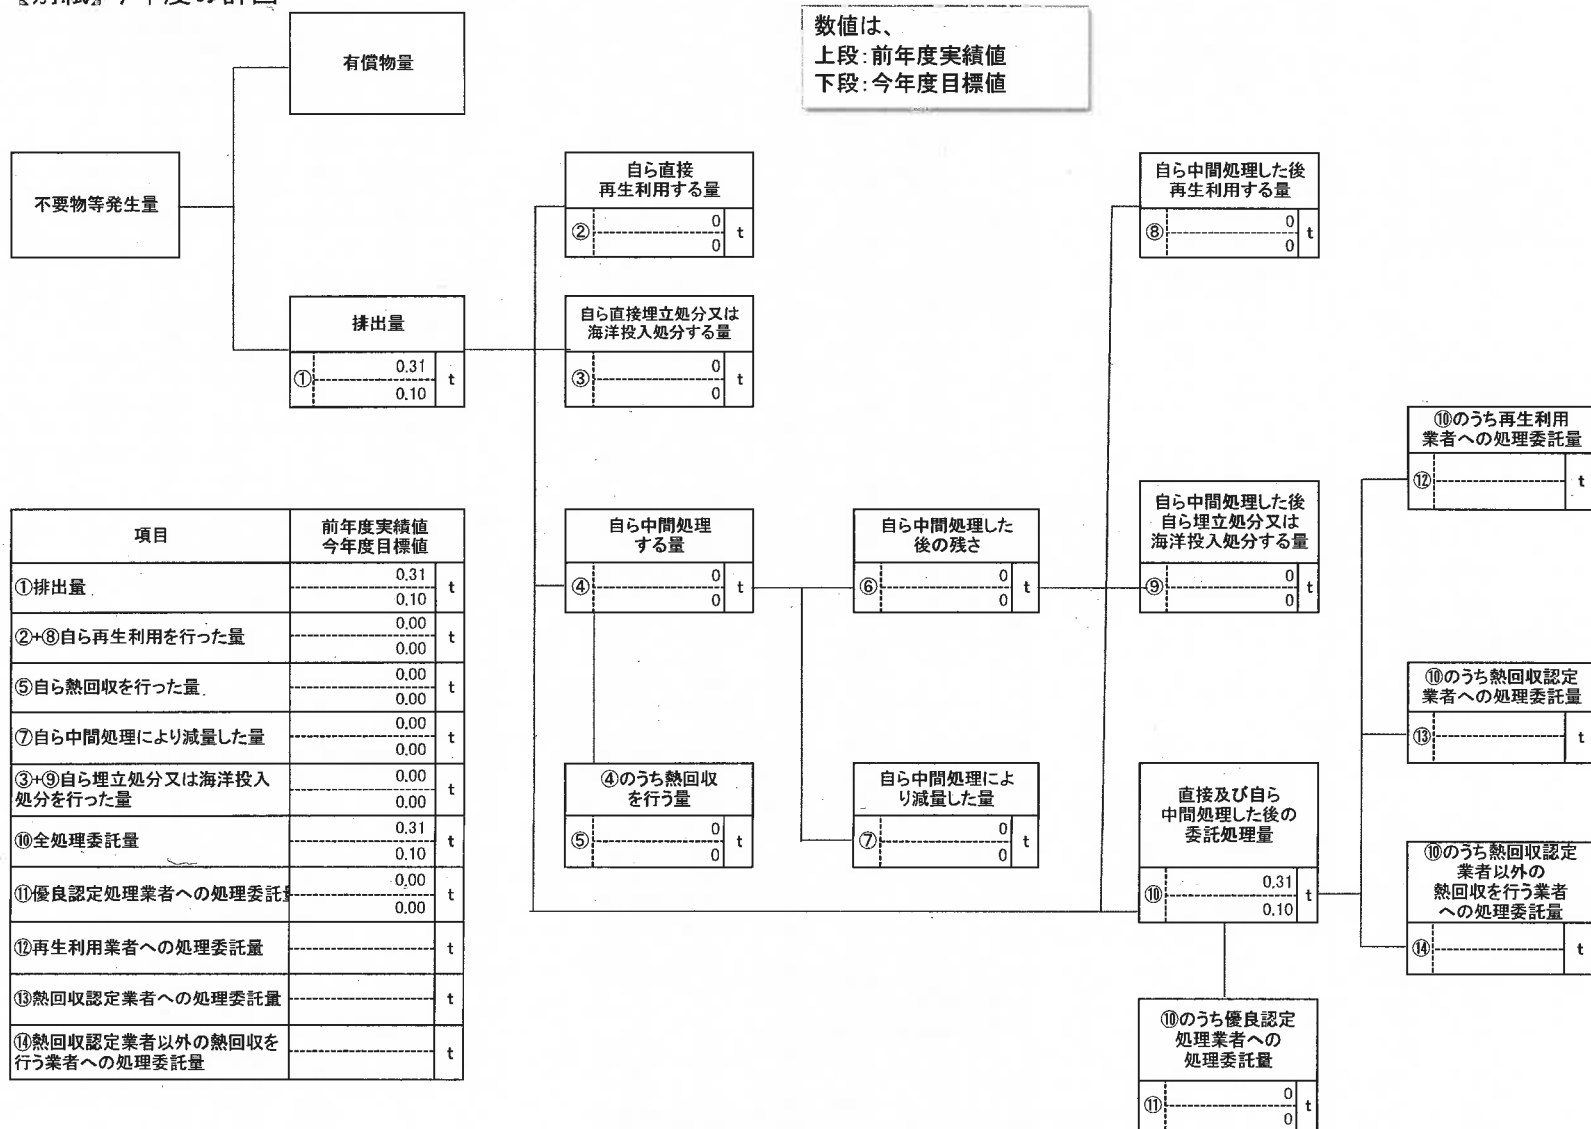 今年度の計画
数値は、
上段:前年度実績値
下段:今年度目標値
有償物量
不要物等発生量
排出量
① 0.31 t
0.10
自ら直接
再生利用する量
② 0 t
0
自ら直接埋立処分又は
海洋投入処分する量
③ 0 t
0
自ら中間処理した後
再生利用する量
⑧ 0 t
0
自ら中間処理
する量
④ 0 t
0
自ら中間処理した
後の残さ
⑥ 0 t
0
自ら中間処理した後
自ら埋立処分又は
海洋投入処分する量
⑨ 0 t
0
④のうち熱回収
を行う量
⑤ 0 t
0
自ら中間処理によ
り減量した量
⑦ 0 t
0
直接及び自ら
中間処理した後の
委託処理量
⑩ 0.31 t
0.10
⑩のうち優良認定
処理業者への
処理委託量
⑪ 0 t
0
⑩のうち再生利用
業者への処理委託量
⑫ t
⑩のうち熱回収認定
業者への処理委託量
⑬ t
⑩のうち熱回収認定
業者以外の
熱回収を行う業者
への処理委託量
⑭ t
項目 前年度実績値
今年度目標値
①排出量 0.31 t
0.10
②+⑧自ら再生利用を行った量 0.00 t
0.00
⑤自ら熱回収を行った量 0.00 t
0.00
⑦自ら中間処理により減量した量 0.00 t
0.00
③+⑨自ら埋立処分又は海洋投入
処分を行った量 0.00 t
0.00
⑩全処理委託量 0.31 t
0.10
⑪優良認定処理業者への処理委託 0.00 t
0.00
⑫再生利用業者への処理委託量 t
⑬熱回収認定業者への処理委託量 t
⑭熱回収認定業者以外の熱回収を
行う業者への処理委託量 t